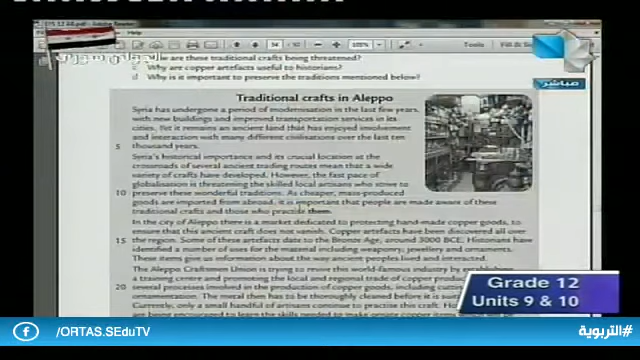 34
Tools
are these traditional crafts being threatened?
Why are copper artefacts useful to historians?
d Why is it important to preserve the traditions mentioned below?
مباشر
Traditional crafts in Aleppo
Syria has undergone a period of modernisation in the last few years,
with new buildings and improved transportation services in its
cities. Yet it remains an ancient land that has enjoyed involvement
and interaction with many different civilisations over the last ten
5 thousand years.
Syria's historical importance and its crucial location at the
crossroads of several ancient trading routes mean that a wide
variety of crafts have developed. However, the fast pace of
globalisation is threatening the skilled local artisans who strive to
10 preserve these wonderful traditions. As cheaper, mass-produced
goods are imported from abroad, it is important that people are made aware of these
traditional crafts and those who practise them.
In the city of Aleppo there is a market dedicated to protecting hand-made copper goods, to
ensure that this ancient craft does not vanish. Copper artefacts have been discovered all over
15 the region. Some of these artefacts date to the Bronze Age, around 3000 BCE. Historians have
identified a number of uses for the material including weaponry, jewellery and ornaments.
These items give us information about the way ancient peoples lived and interacted.
The Aleppo Craftsmen Union is trying to revive this world-famous industry by
a training centre and promoting the local and regional trade of copper
20 several processes involved in the production of copper goods, including
ornamentation. The metal then has to be thoroughly cleaned before it is
Currently, only a small handful of artisans continue to practise this craft.
are being encouraged to learn the skills needed to make
Grade 12
Units 9 & 10
/ORTAS.SEduTV
#التربوية